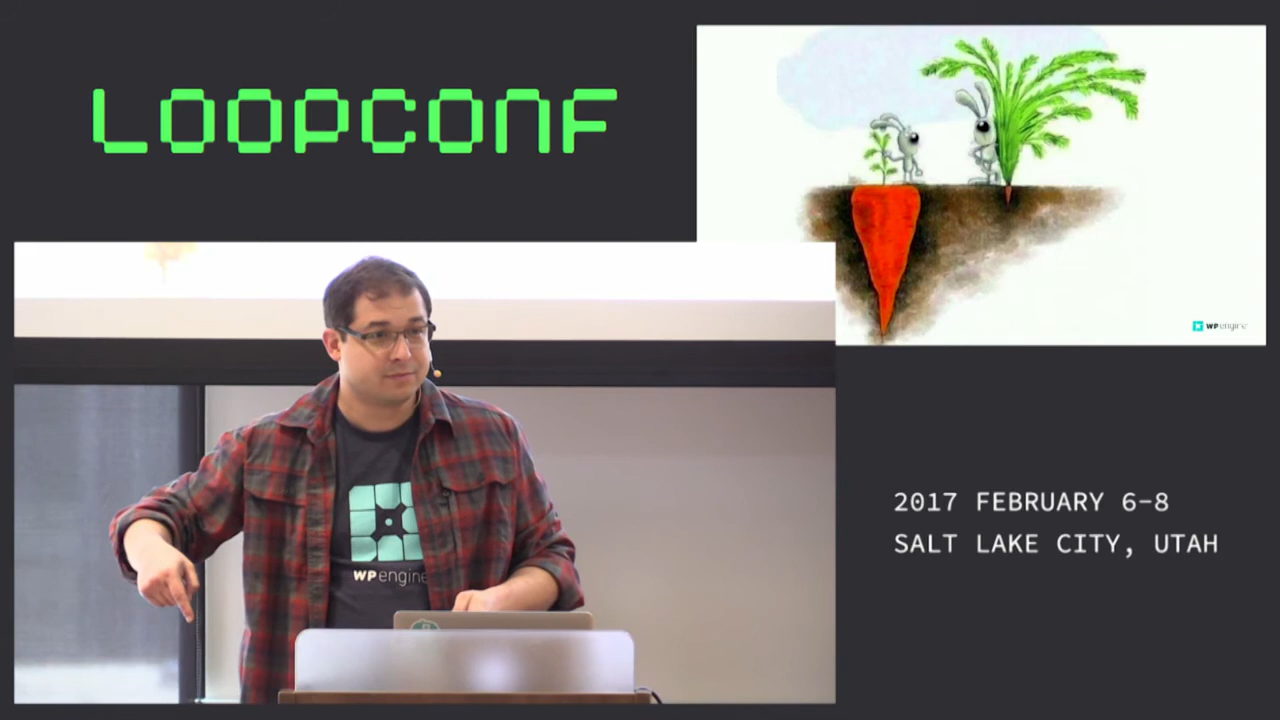 LOOPCONF
WPengine
WPengine
2017 FEBRUARY 6-8
SALT LAKE CITY, UTAH